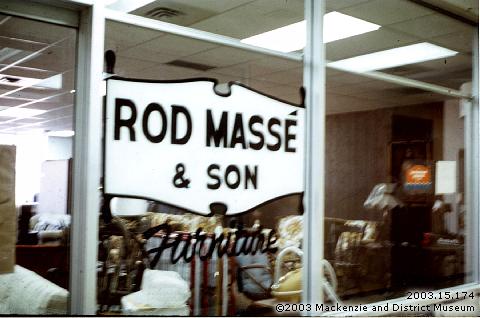 ROD MASSÉ
& SON
Furniture
2003.15.174
©2003 Mackenzie and District Museum